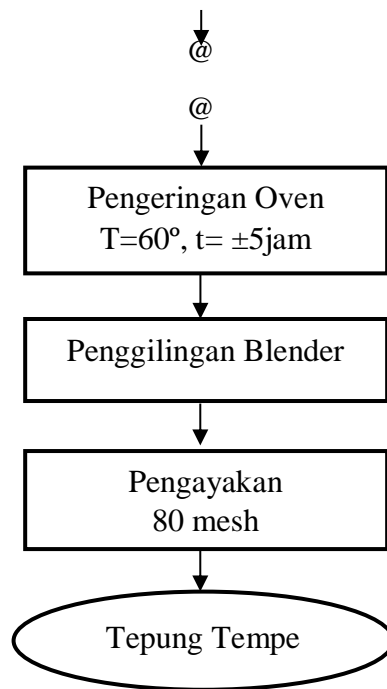 @
@
Pengeringan Oven
T=60º, t= ±5jam
Penggilingan Blender
Pengayakan
80 mesh
Tepung Tempe